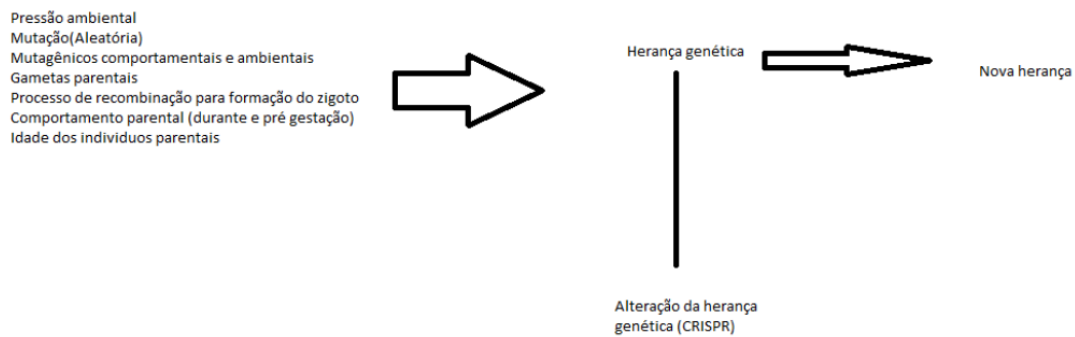 Pressão ambiental
Mutação(Aleatória)
Mutagênicos comportamentais e ambientais
Gametas parentais
Processo de recombinação para formação do zigoto
Comportamento parental (durante e pré gestação)
Idade dos individuos parentais
Herança genética
Nova herança
Alteração da herança
genética (CRISPR)